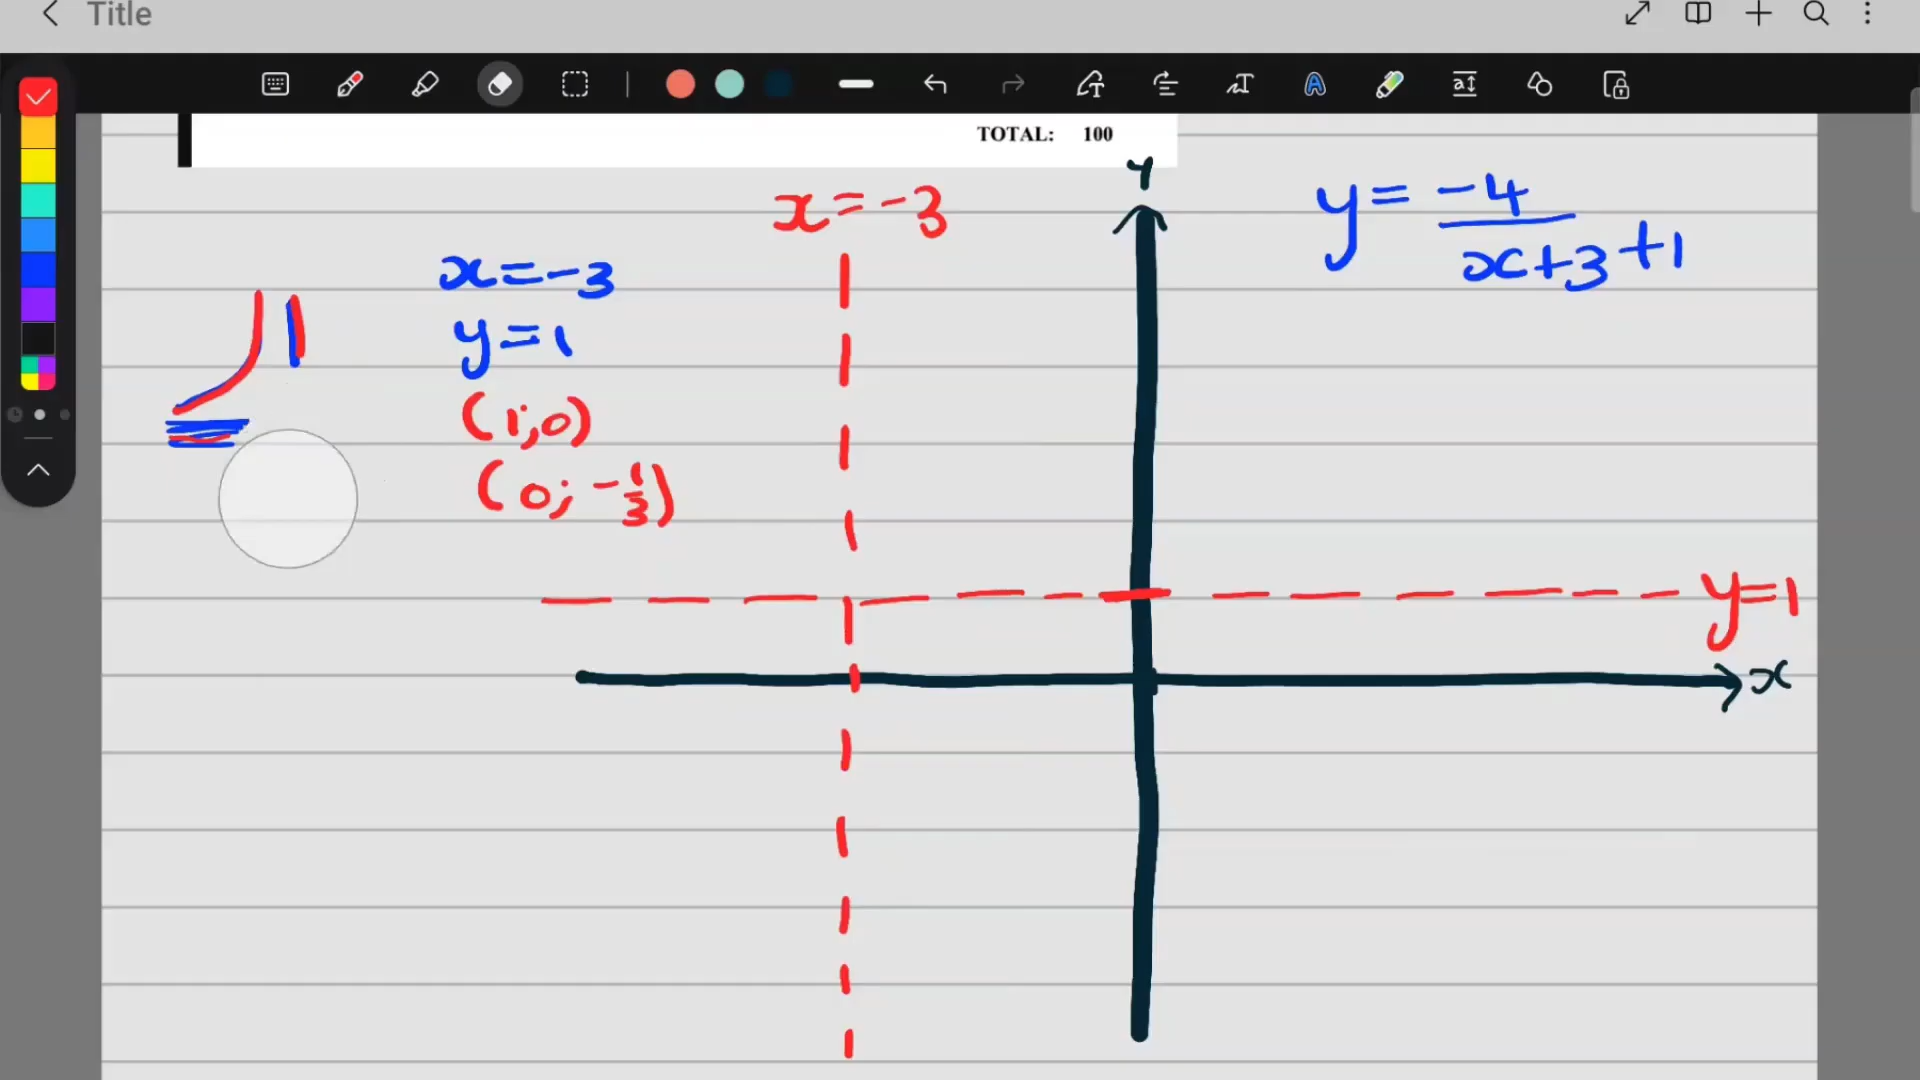 Title
TOTAL: 100
y
x=-3
y= -4/x+3 +1
x=-3
y=1
(1;0)
(0; -1/3)
y=1
x